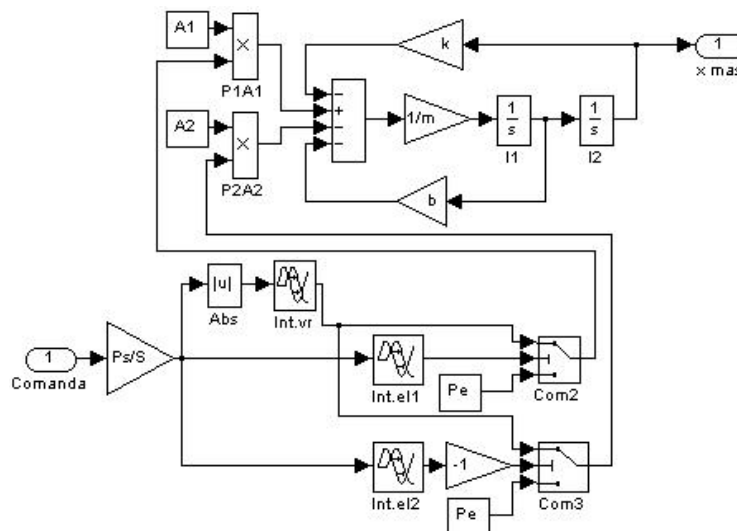 A1
×
P1A1
A2
×
P2A2
k
1
x mas
−
+
−
−
1/m
1
s
I1
1
s
I2
b
|u|
Abs
Int.vr
1
Comanda
Ps/S
Int.el1
Pe
Com2
Int.el2
-1
Pe
Com3